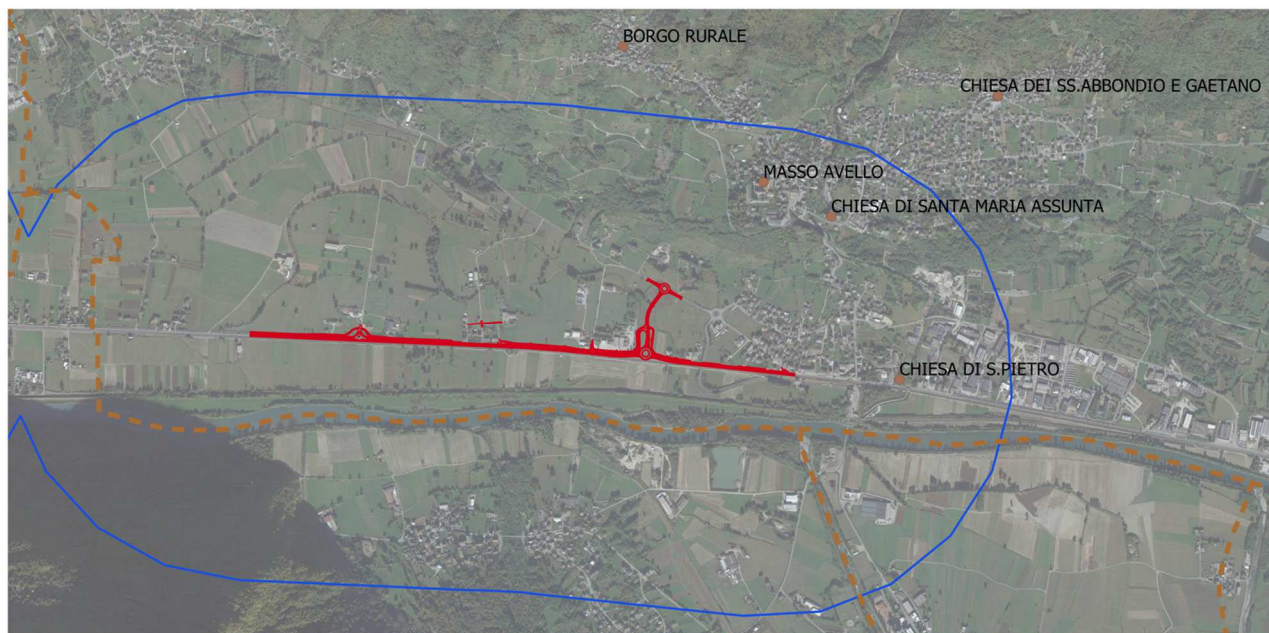 BORGO RURALE
CHIESA DEI SS.ABBONDIO E GAETANO
MASSO AVELLO
CHIESA DI SANTA MARIA ASSUNTA
CHIESA DI S.PIETRO